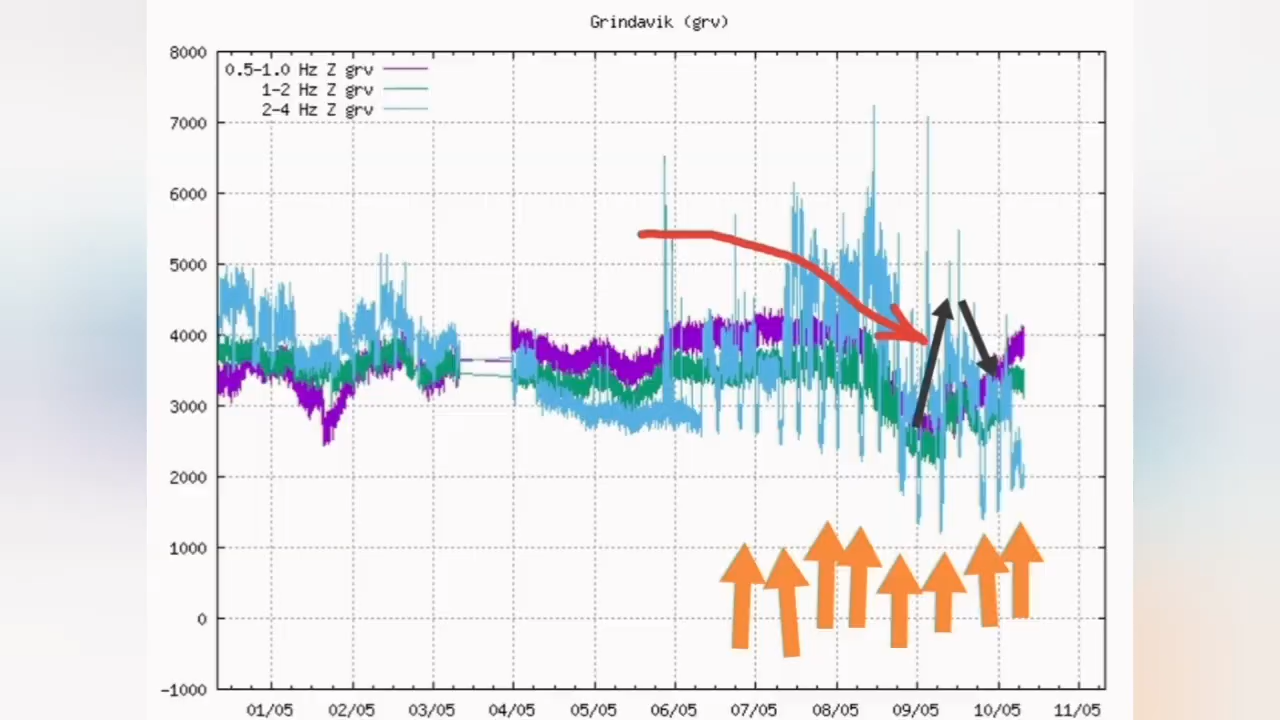 Grindavik (grv)
8000
0.5-1.0 Hz Z grv
1-2 Hz Z grv
2-4 Hz Z grv
7000
6000
5000
4000
3000
2000
1000
0
-1000
01/05 02/05 03/05 04/05 05/05 06/05 07/05 08/05 09/05 10/05 11/05